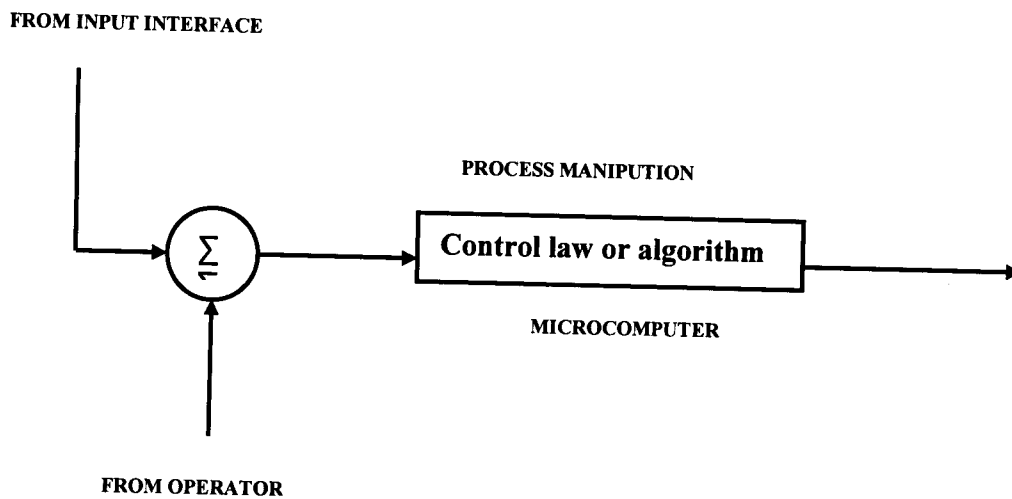 FROM INPUT INTERFACE
PROCESS MANIPUTION
Σ
Control law or algorithm
MICROCOMPUTER
FROM OPERATOR